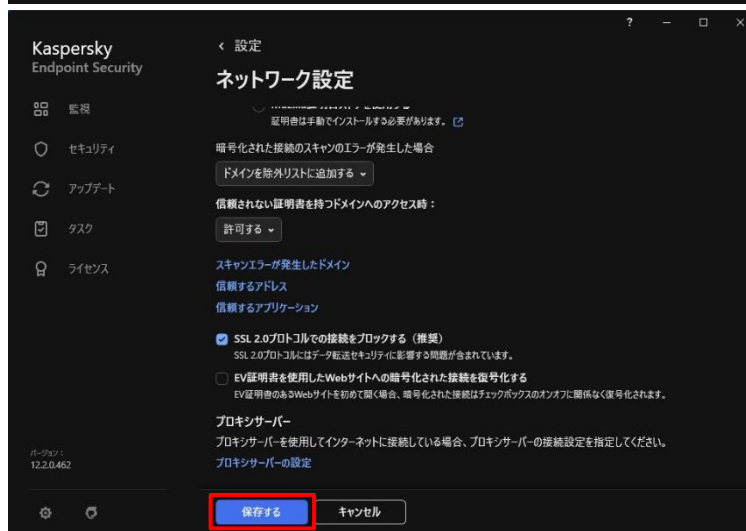 ?
Kaspersky
Endpoint Security
設定
ネットワーク設定
監視
セキュリティ
アップデート
タスク
ライセンス
証明書は手動でインストールする必要があります。
暗号化された接続のスキャンのエラーが発生した場合
ドメインを除外リストに追加する
信頼されない証明書を持つドメインへのアクセス時：
許可する
スキャンエラーが発生したドメイン
信頼するアドレス
信頼するアプリケーション
SSL 2.0プロトコルでの接続をブロックする（推奨）
SSL 2.0プロトコルにはデータ転送セキュリティに影響する問題が含まれています。
EV証明書を使用したWebサイトへの暗号化された接続を復号化する
EV証明書のあるWebサイトを初めて開く場合、暗号化された接続はチェックボックスのオンオフに関係なく復号化されます。
プロキシサーバー
プロキシサーバーを使用してインターネットに接続している場合、プロキシサーバーの接続設定を指定してください。
プロキシサーバーの設定
バージョン：
12.2.0.462
保存する
キャンセル